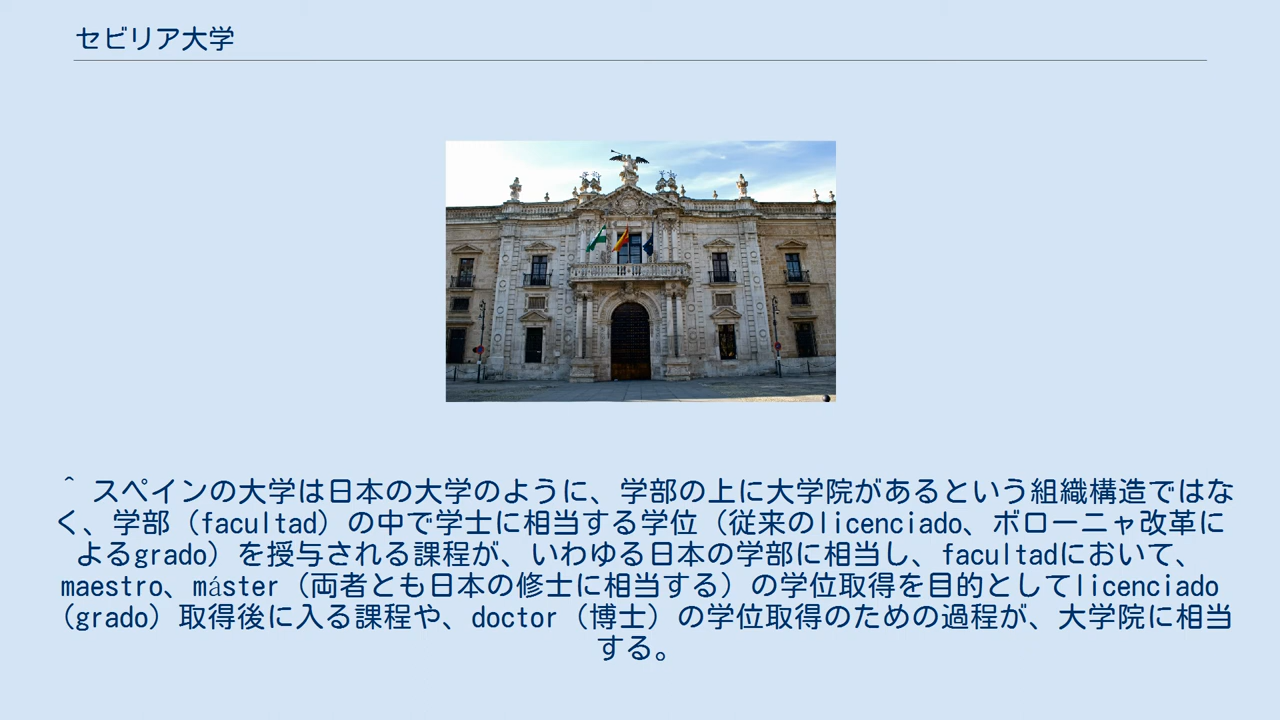 セビリア大学
^ スペインの大学は日本の大学のように、学部の上に大学院があるという組織構造ではな
く、学部（facultad）の中で学士に相当する学位（従来のlicenciado、ボローニャ改革に
よるgrado）を授与される課程が、いわゆる日本の学部に相当し、facultadにおいて、
maestro、máster（両者とも日本の修士に相当する）の学位取得を目的としてlicenciado
（grado）取得後に入る課程や、doctor（博士）の学位取得のための過程が、大学院に相当
する。